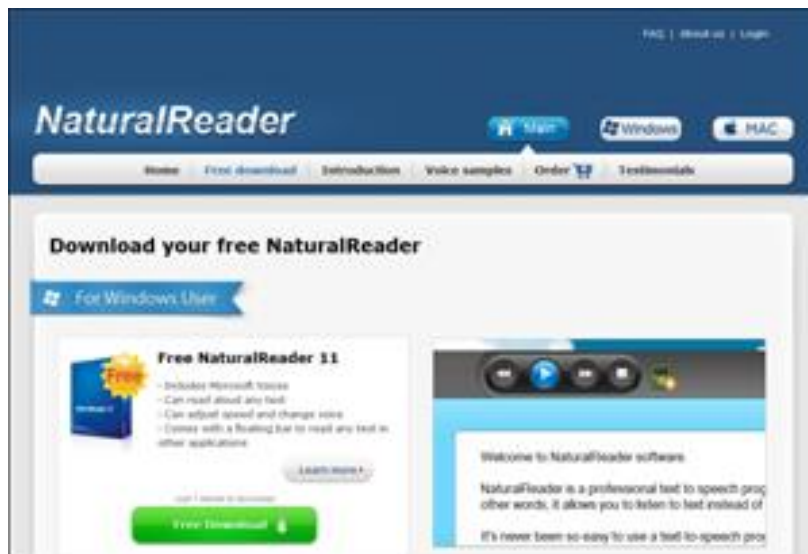 FAQ | About us | Login
NaturalReader
Main
Windows
MAC
Home
Free download
Introduction
Voice samples
Order
Testimonials
Download your free NaturalReader
For Windows User
Free
Free NaturalReader 11
- Includes Microsoft Voices
- Can read aloud any text
- Can adjust speed and change voice
- Comes with a floating bar to read any text in
other applications
Learn more
Free Download
Welcome to NaturalReader software.
NaturalReader is a professional text to speech prog
other words, it allows you to listen to text instead of
It's never been so easy to use a text-to-speech prog